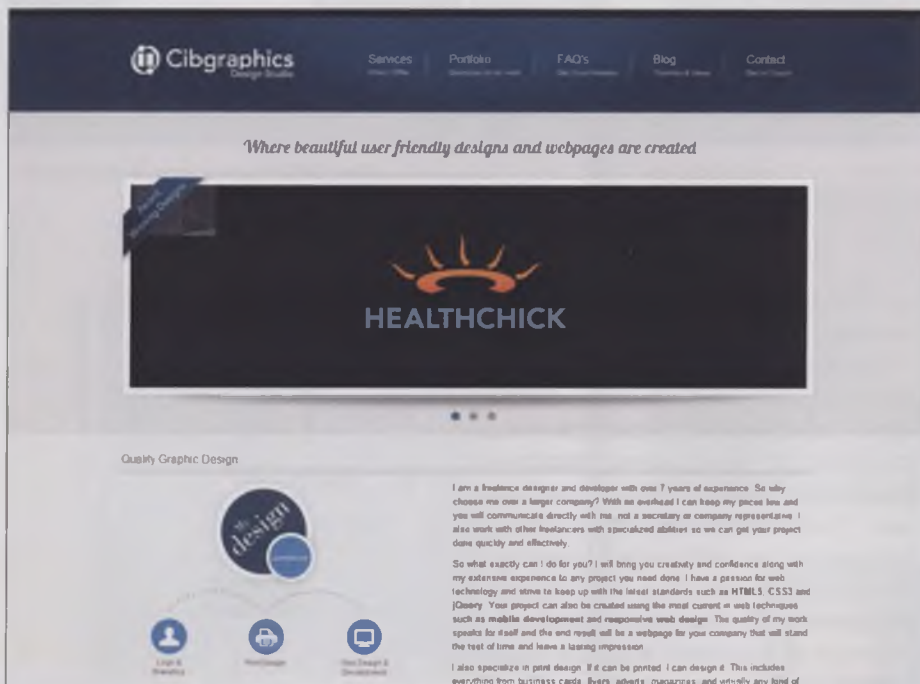 Cibgraphics
Design Studio
Services
Portfolio
FAQ's
Blog
Contact
Where beautiful user friendly designs and webpages are created
HEALTHCHICK
Quality Graphic Design
My
design
I am a freelance designer and developer with over 7 years of experience. So why
choose me over a larger company? With no overhead I can keep my prices low and
you will communicate directly with me, not a secretary or company representative. I
also work with other freelancers with specialized abilities so we can get your project
done quickly and effectively.
So what exactly can I do for you? I will bring you creativity and confidence along with
my extensive experience to any project you need done. I have a passion for web
technology and strive to keep up with the latest standards such as HTML5, CSS3 and
jQuery. Your project can also be created using the most current in web techniques
such as mobile development and responsive web design. The quality of my work
speaks for itself and the end result will be a webpage for your company that will stand
the test of time and leave a lasting impression.
I also specialize in print design. If it can be printed, I can design it. This includes
everything from business cards, flyers, adverts, magazines, and virtually any kind of
Logo &
Print Design
Web Design &
Development